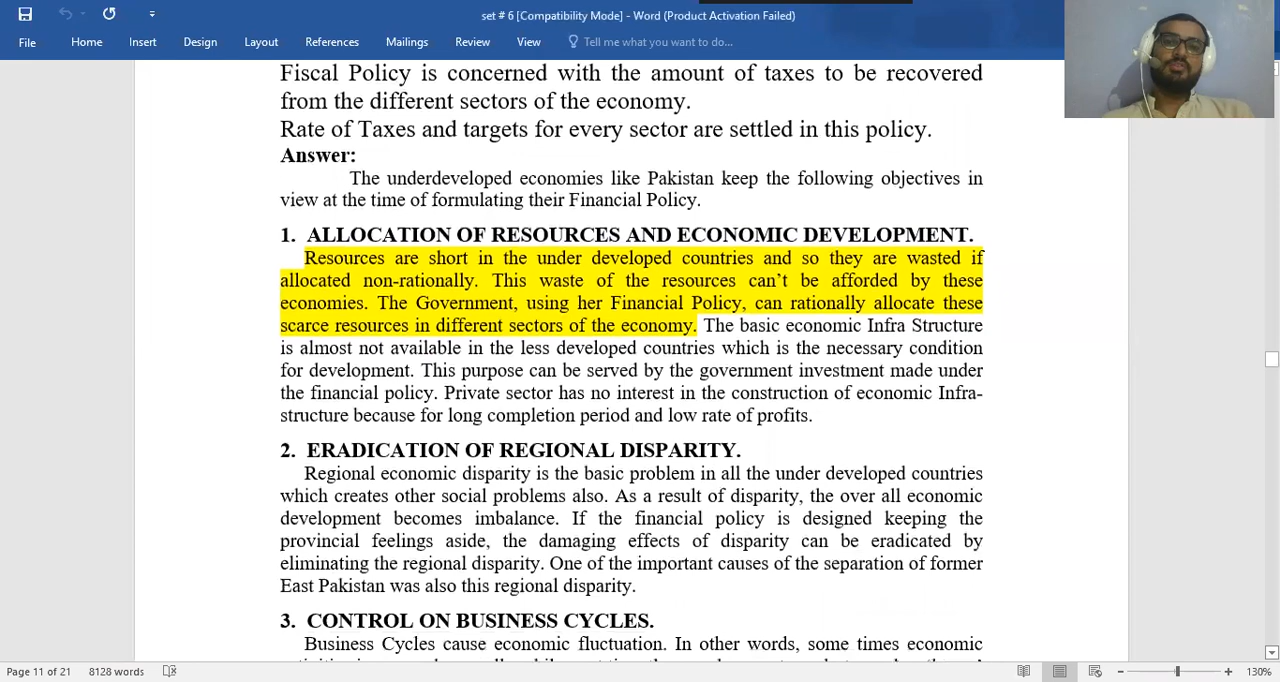 set # 6 [Compatibility Mode] - Word (Product Activation Failed)
File Home Insert Design Layout References Mailings Review View Tell me what you want to do...
Fiscal Policy is concerned with the amount of taxes to be recovered
from the different sectors of the economy.
Rate of Taxes and targets for every sector are settled in this policy.
Answer:
The underdeveloped economies like Pakistan keep the following objectives in
view at the time of formulating their Financial Policy.
1. ALLOCATION OF RESOURCES AND ECONOMIC DEVELOPMENT.
Resources are short in the under developed countries and so they are wasted if
allocated non-rationally. This waste of the resources can’t be afforded by these
economies. The Government, using her Financial Policy, can rationally allocate these
scarce resources in different sectors of the economy. The basic economic Infra Structure
is almost not available in the less developed countries which is the necessary condition
for development. This purpose can be served by the government investment made under
the financial policy. Private sector has no interest in the construction of economic Infra-
structure because for long completion period and low rate of profits.
2. ERADICATION OF REGIONAL DISPARITY.
Regional economic disparity is the basic problem in all the under developed countries
which creates other social problems also. As a result of disparity, the over all economic
development becomes imbalance. If the financial policy is designed keeping the
provincial feelings aside, the damaging effects of disparity can be eradicated by
eliminating the regional disparity. One of the important causes of the separation of former
East Pakistan was also this regional disparity.
3. CONTROL ON BUSINESS CYCLES.
Business Cycles cause economic fluctuation. In other words, some times economic
Page 11 of 21 8128 words 130%